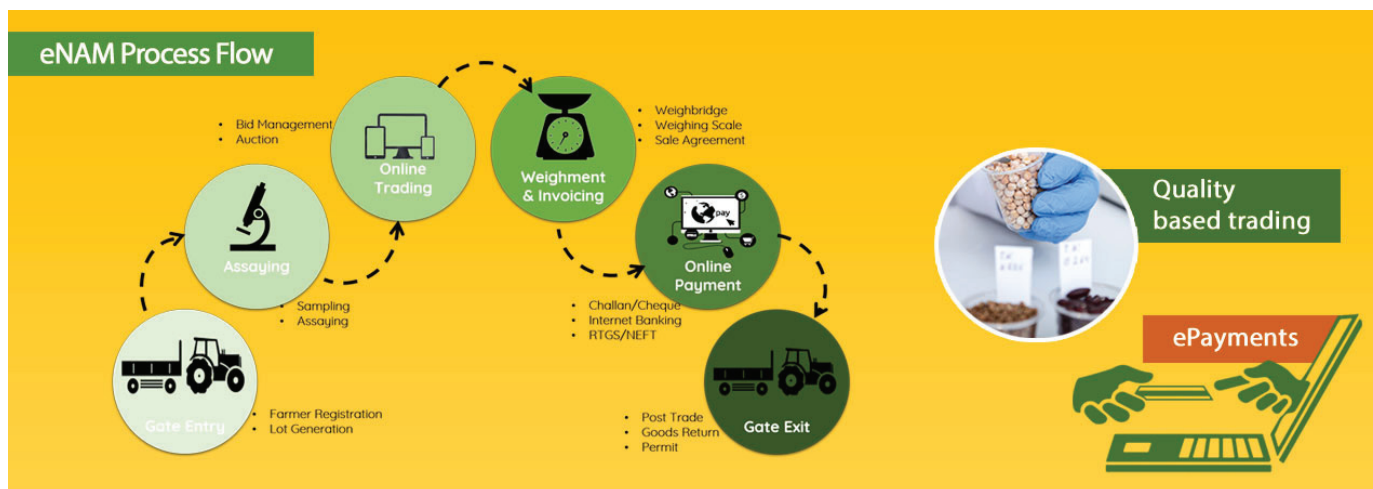 eNAM Process Flow
Gate Entry
• Farmer Registration
• Lot Generation
Assaying
• Sampling
• Assaying
Online
Trading
• Bid Management
• Auction
Weighment
& Invoicing
• Weighbridge
• Weighing Scale
• Sale Agreement
pay
Online
Payment
• Challan/Cheque
• Internet Banking
• RTGS/NEFT
Gate Exit
• Post Trade
• Goods Return
• Permit
Quality
based trading
ePayments